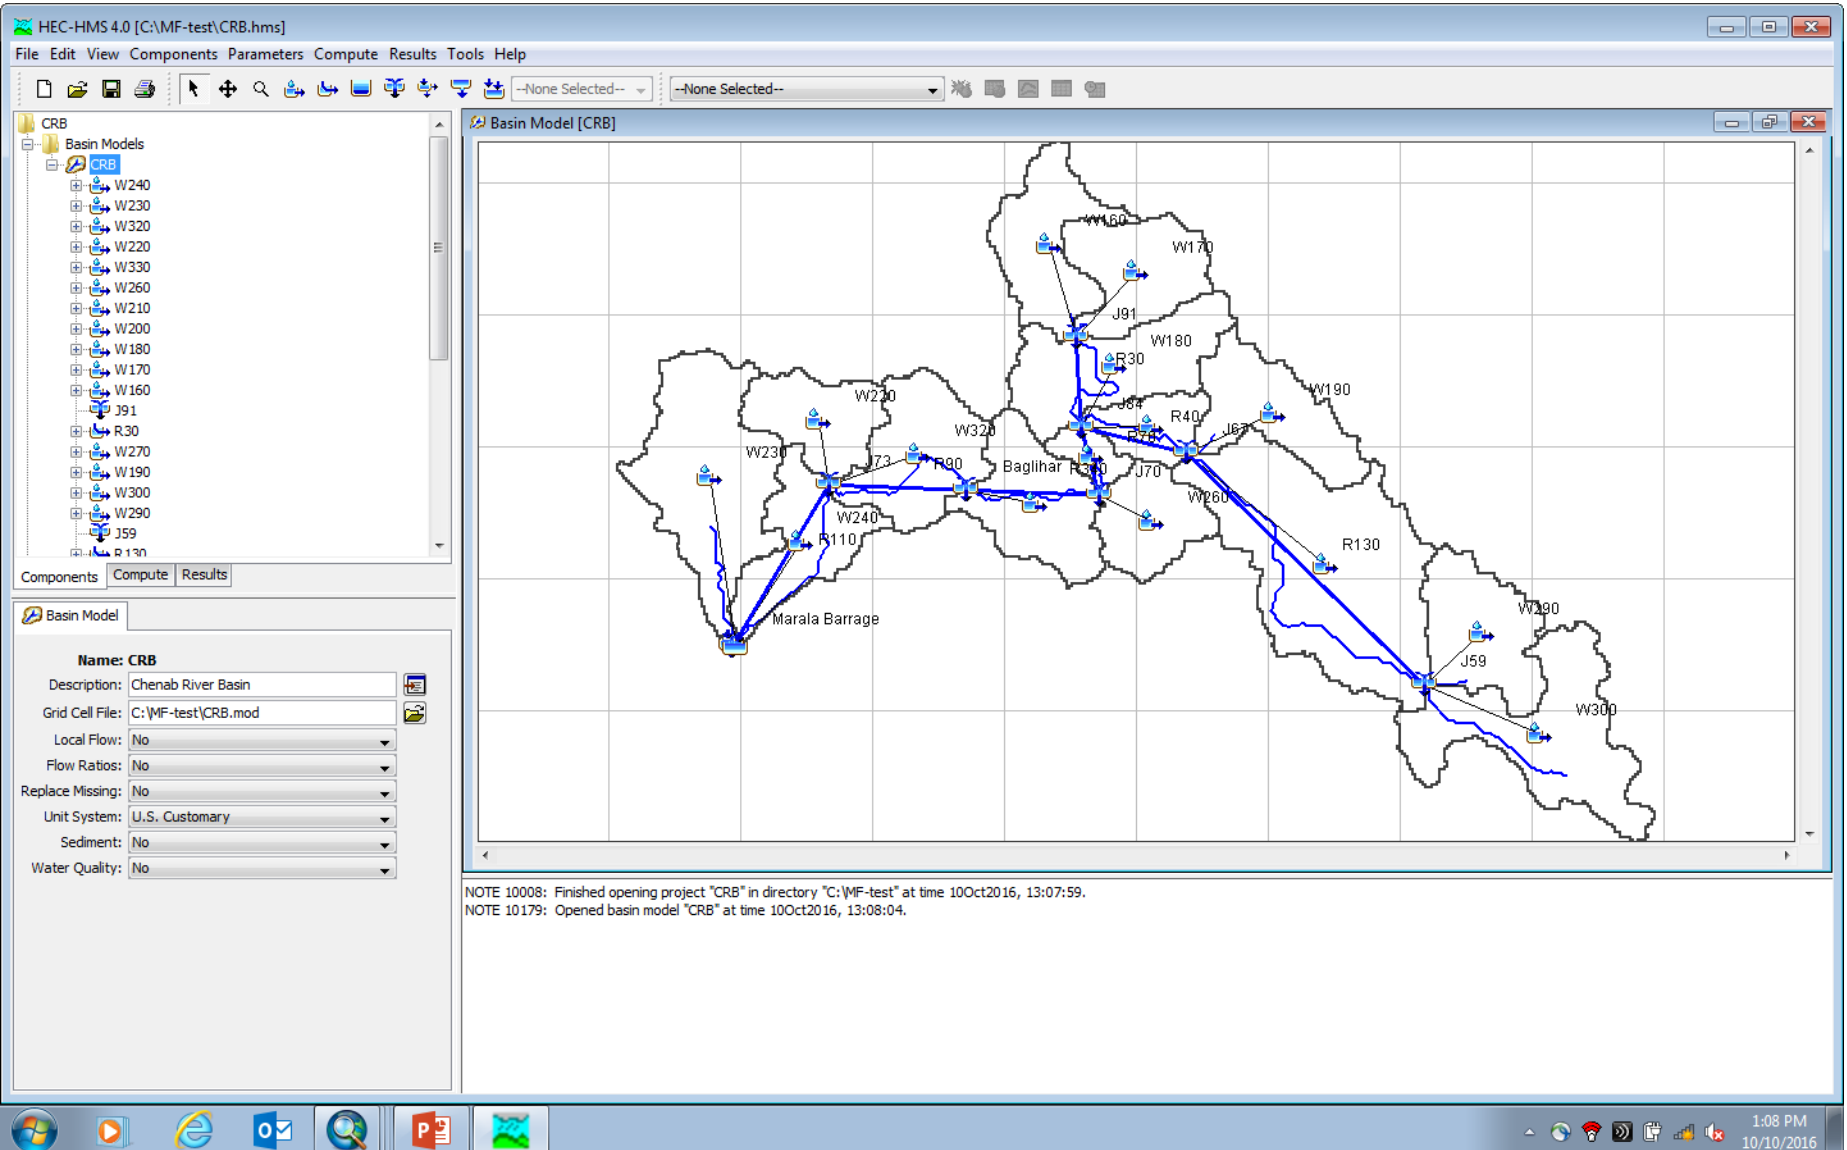 HEC-HMS 4.0 [C:\MF-test\CRB.hms]
File Edit View Components Parameters Compute Results Tools Help
--None Selected-- --None Selected--
CRB
Basin Models
CRB
W240
W230
W320
W220
W330
W260
W210
W200
W180
W170
W160
J91
R30
W270
W190
W300
W290
J59
R130
Components Compute Results
Basin Model
Name: CRB
Description: Chenab River Basin
Grid Cell File: C:\MF-test\CRB.mod
Local Flow: No
Flow Ratios: No
Replace Missing: No
Unit System: U.S. Customary
Sediment: No
Water Quality: No
Basin Model [CRB]
W160
W170
J91
W180
R30
W190
W220
J84
R40
J67
W320
W230
J73
R90
Baglihar
J70
W260
W240
R110
R130
W290
Marala Barrage
J59
W300
NOTE 10008: Finished opening project "CRB" in directory "C:\MF-test" at time 10Oct2016, 13:07:59.
NOTE 10179: Opened basin model "CRB" at time 10Oct2016, 13:08:04.
1:08 PM
10/10/2016